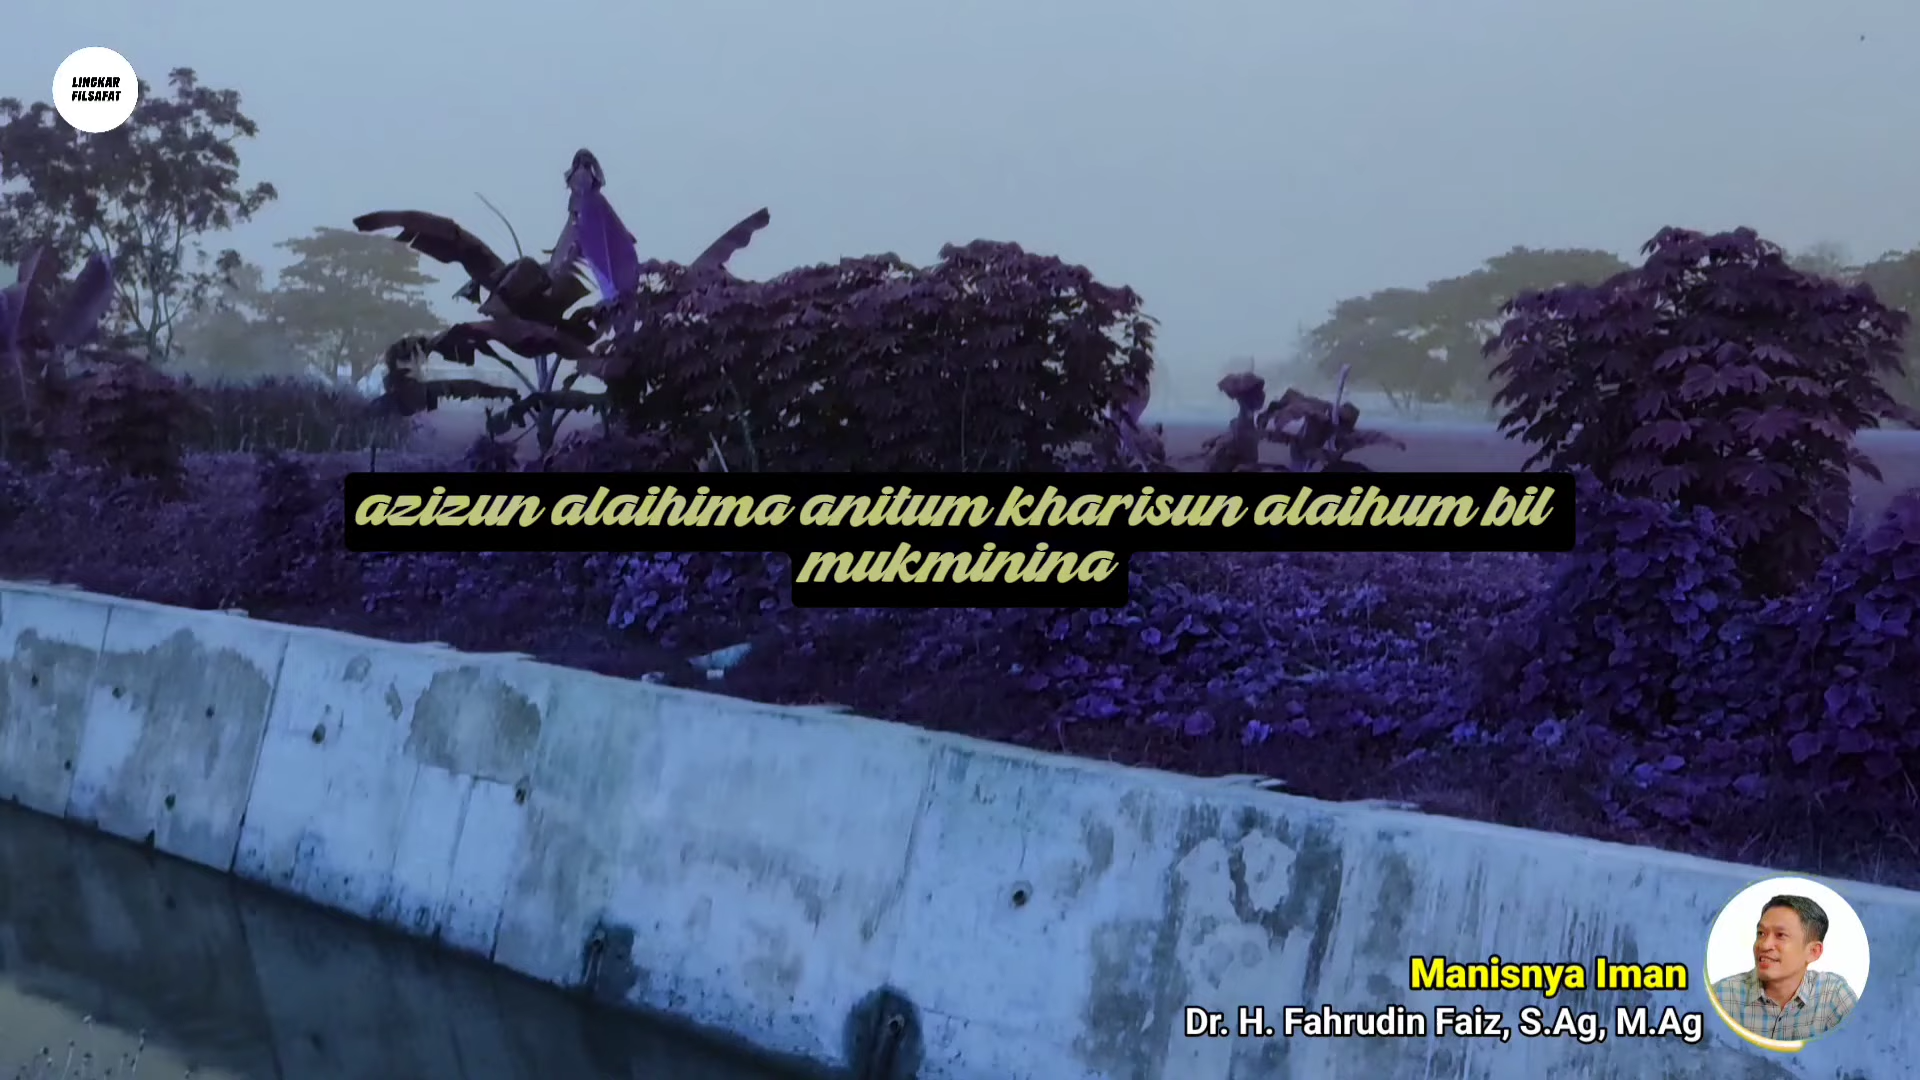 LINGKAR
FILSAFAT
azizun alaihima anitum kharisun alaihum bil
mukminina
Manisnya Iman
Dr. H. Fahrudin Faiz, S.Ag, M.Ag